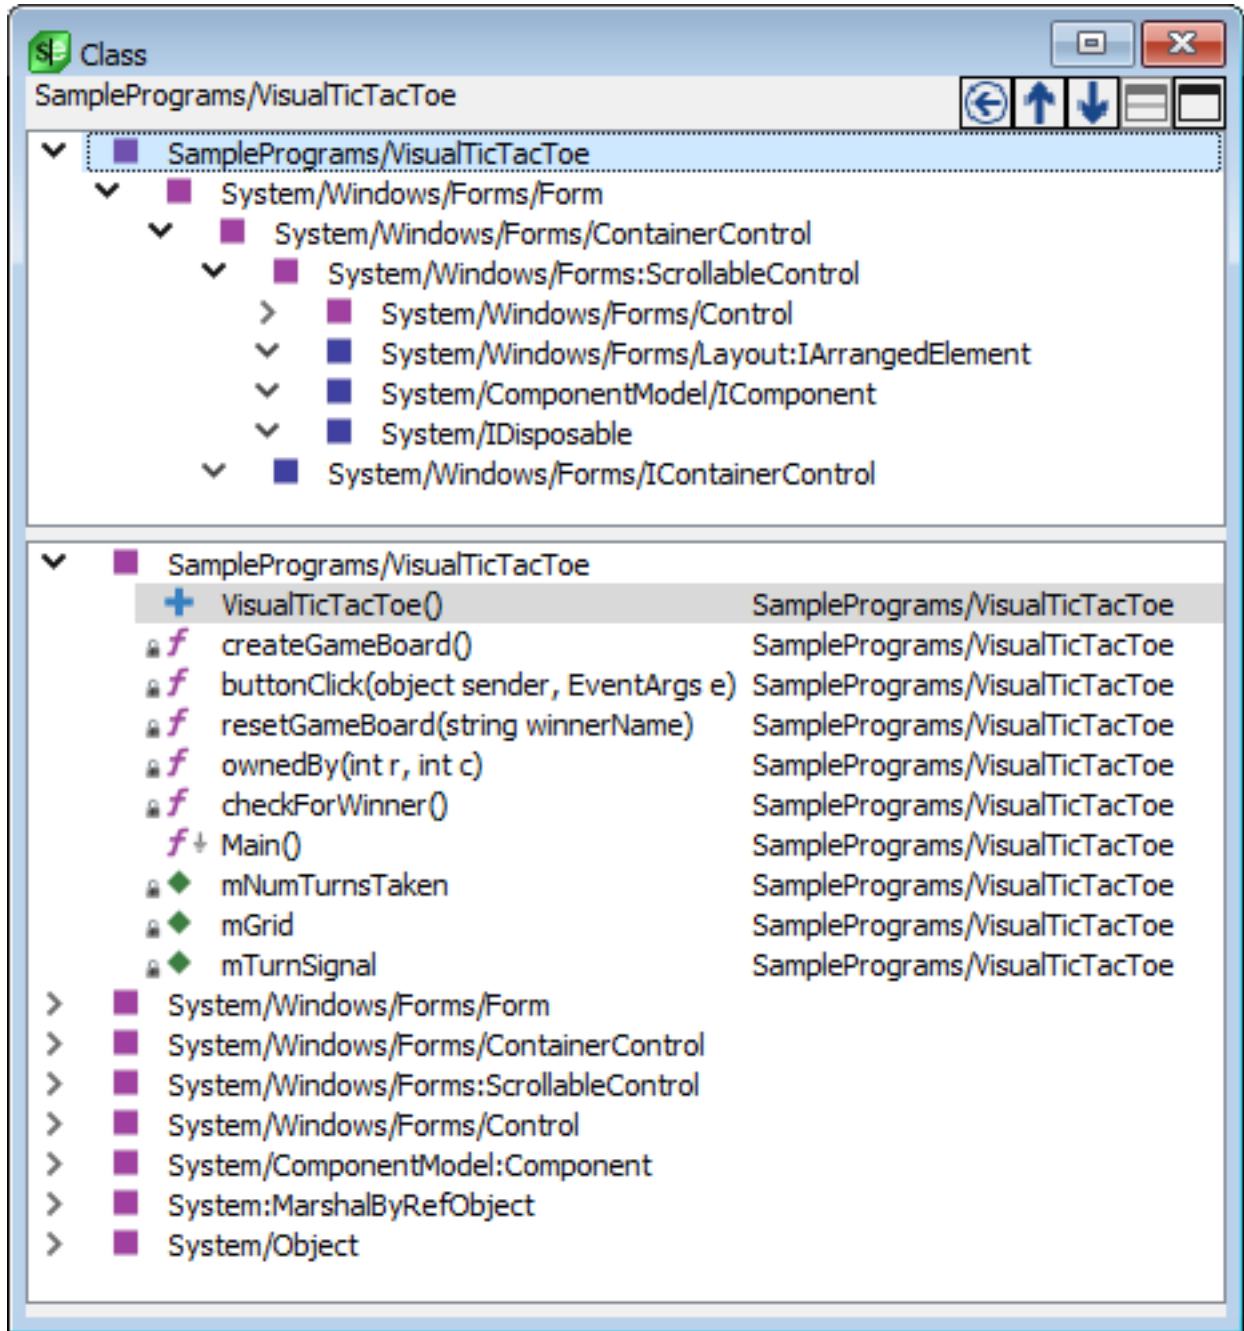 S|e Class
SamplePrograms/VisualTicTacToe
SamplePrograms/VisualTicTacToe
System/Windows/Forms/Form
System/Windows/Forms/ContainerControl
System/Windows/Forms:ScrollableControl
System/Windows/Forms/Control
System/Windows/Forms/Layout:IArrangedElement
System/ComponentModel/IComponent
System/IDisposable
System/Windows/Forms/IContainerControl
SamplePrograms/VisualTicTacToe
VisualTicTacToe() SamplePrograms/VisualTicTacToe
createGameBoard() SamplePrograms/VisualTicTacToe
buttonClick(object sender, EventArgs e) SamplePrograms/VisualTicTacToe
resetGameBoard(string winnerName) SamplePrograms/VisualTicTacToe
ownedBy(int r, int c) SamplePrograms/VisualTicTacToe
checkForWinner() SamplePrograms/VisualTicTacToe
Main() SamplePrograms/VisualTicTacToe
mNumTurnsTaken SamplePrograms/VisualTicTacToe
mGrid SamplePrograms/VisualTicTacToe
mTurnSignal SamplePrograms/VisualTicTacToe
System/Windows/Forms/Form
System/Windows/Forms/ContainerControl
System/Windows/Forms:ScrollableControl
System/Windows/Forms/Control
System/ComponentModel:Component
System:MarshalByRefObject
System/Object